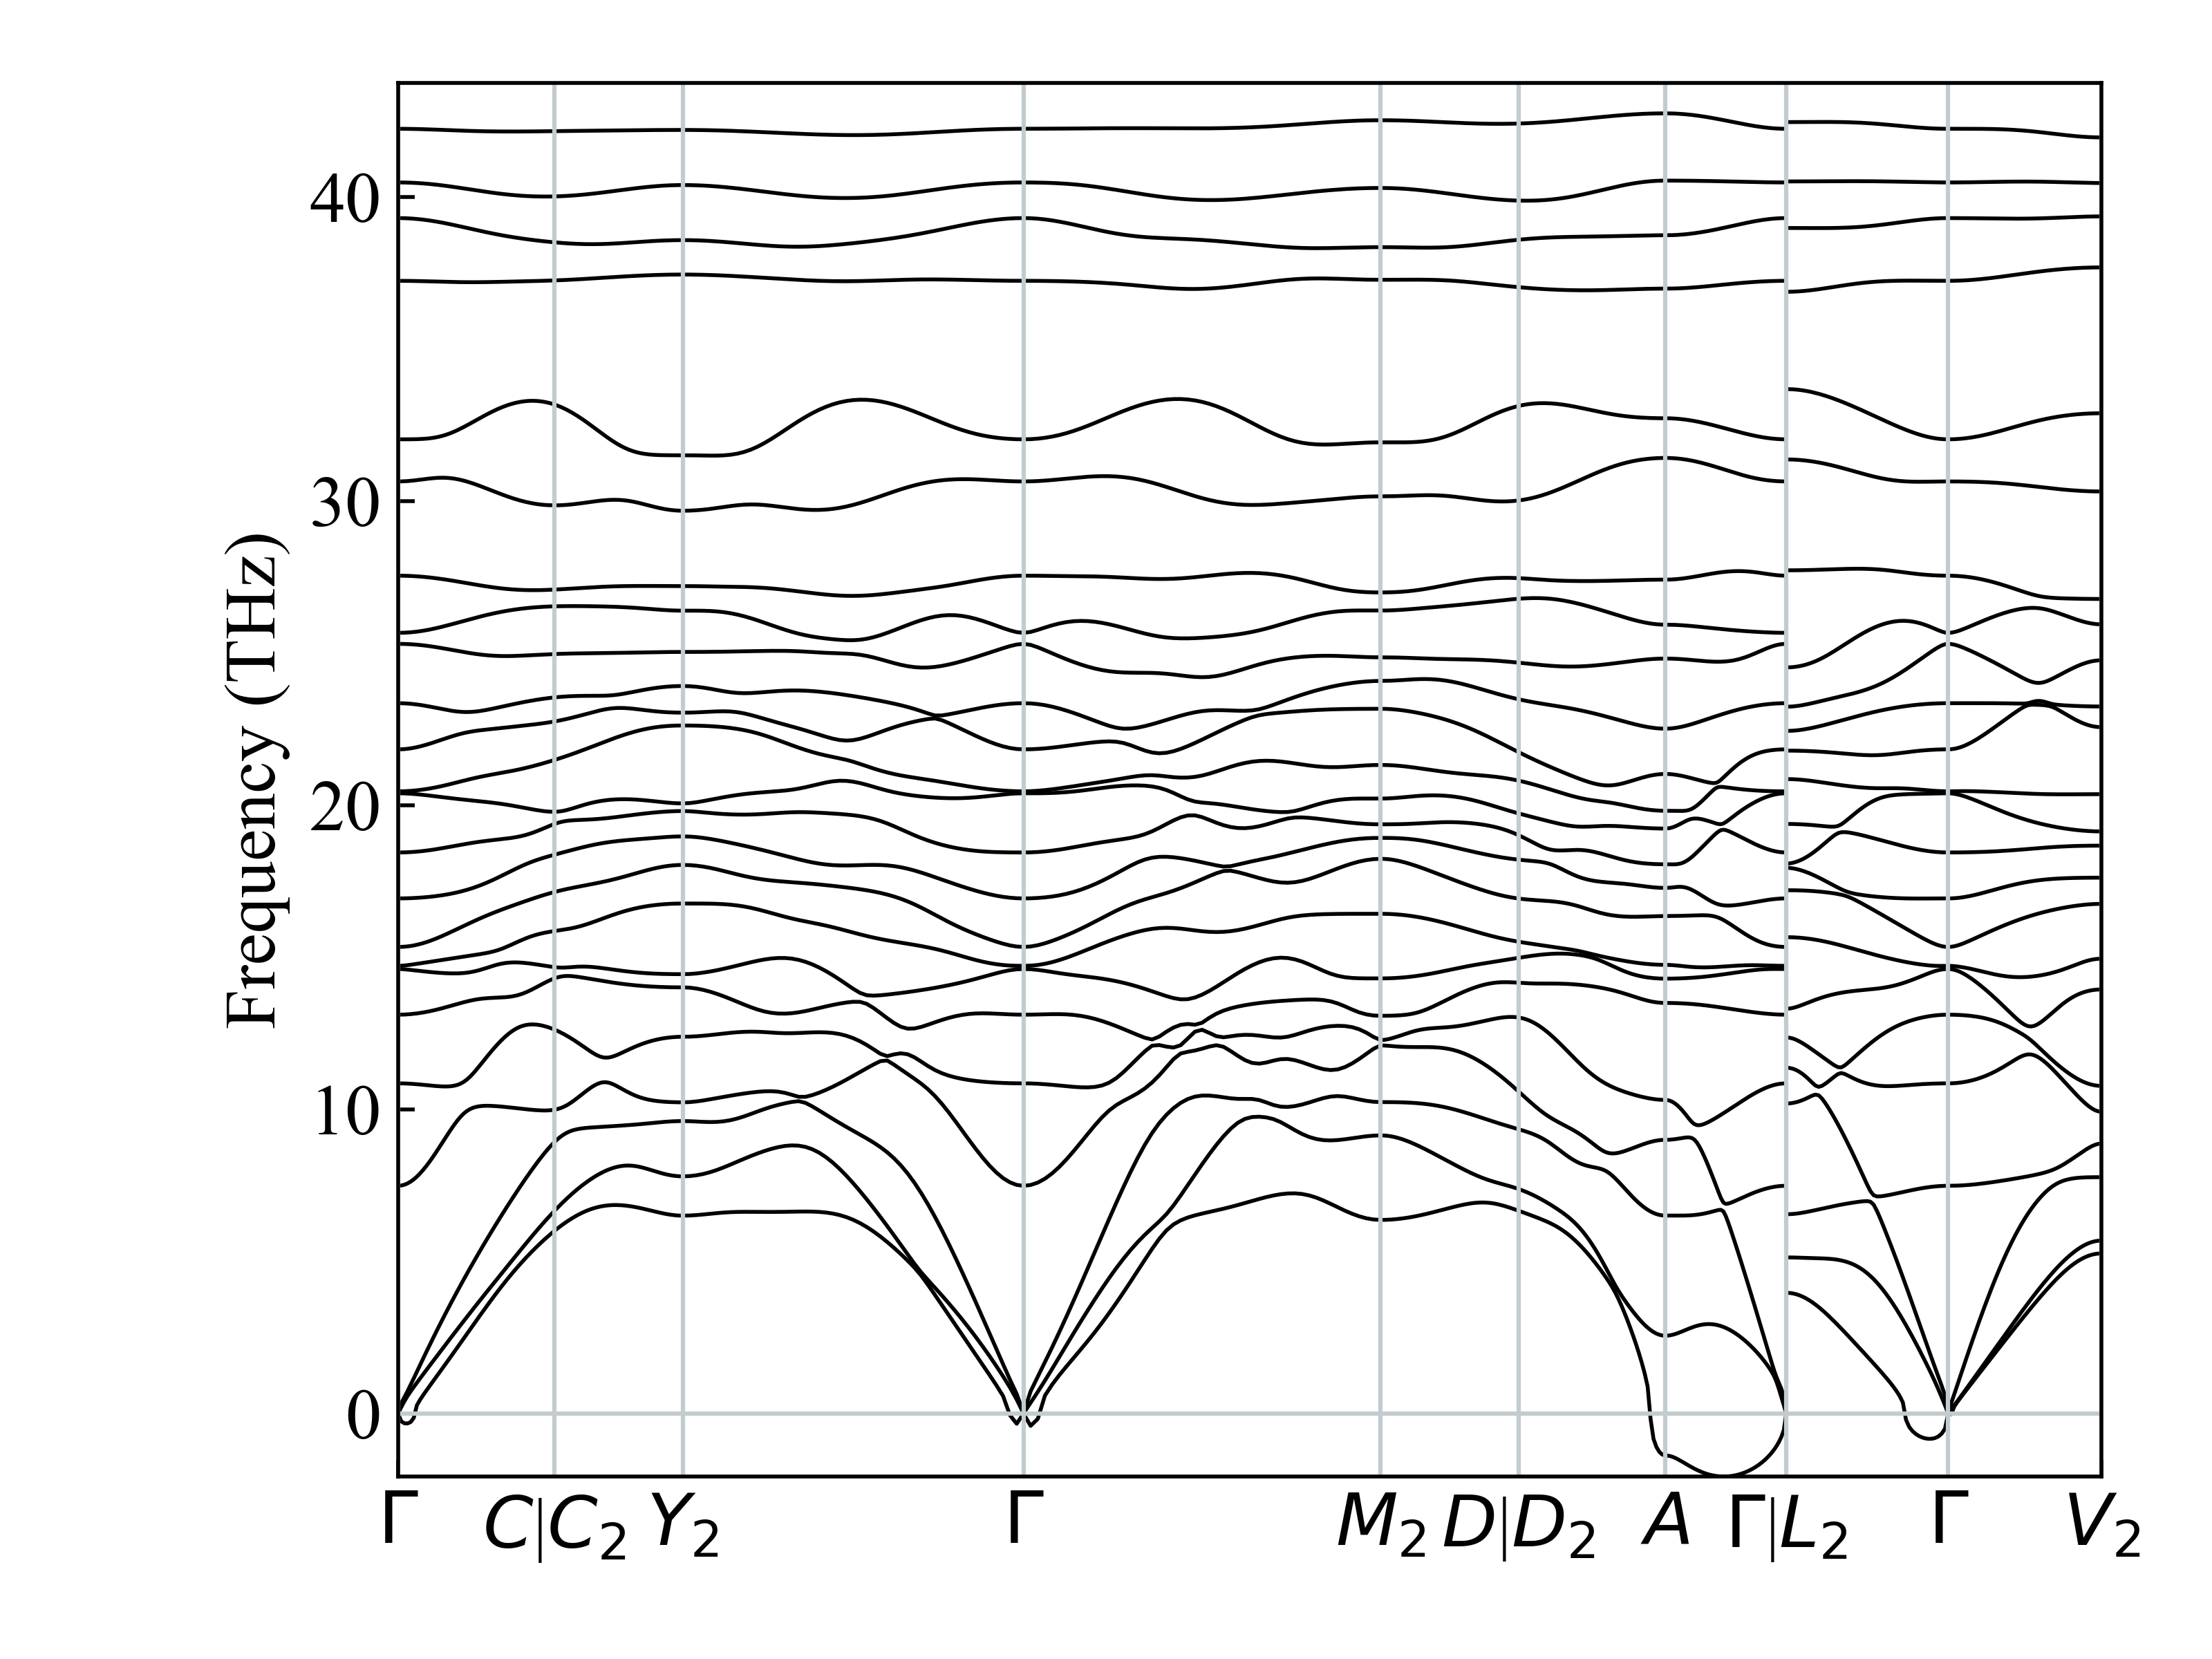 Frequency (THz)
40
30
20
10
0
Γ C|C₂ Y₂ Γ M₂ D|D₂ A Γ|L₂ Γ V₂